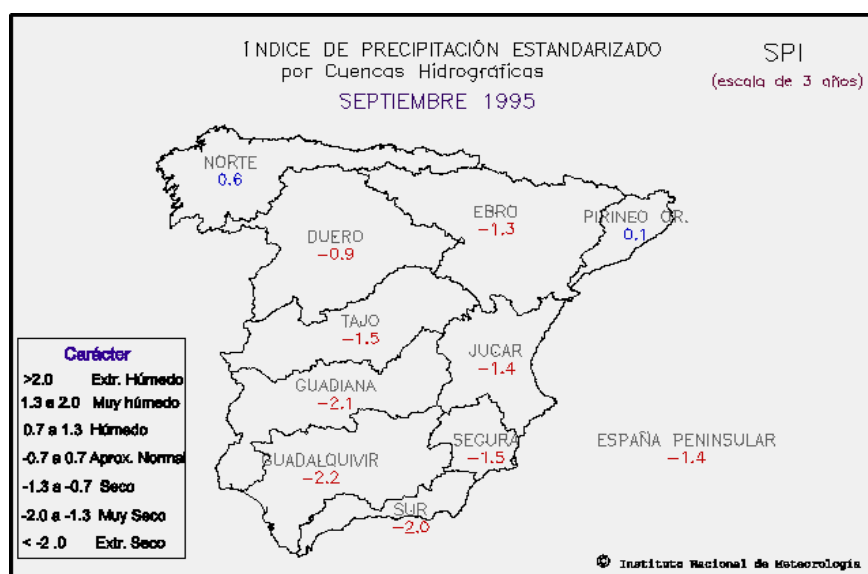 ÍNDICE DE PRECIPITACIÓN ESTANDARIZADO
por Cuencas Hidrográficas
SEPTIEMBRE 1995
SPI
(escala de 3 años)
NORTE
0.6
DUERO
-0.9
EBRO
-1.3
PIRINEO OR.
0.1
TAJO
-1.5
JUCAR
-1.4
GUADIANA
-2.1
GUADALQUIVIR
-2.2
SEGURA
-1.5
SUR
-2.0
ESPAÑA PENINSULAR
-1.4
Carácter
>2.0 Extr. Húmedo
1.3 a 2.0 Muy húmedo
0.7 a 1.3 Húmedo
-0.7 a 0.7 Aprox. Normal
-1.3 a -0.7 Seco
-2.0 a -1.3 Muy Seco
< -2 .0 Extr. Seco
© Instituto Nacional de Meteorología